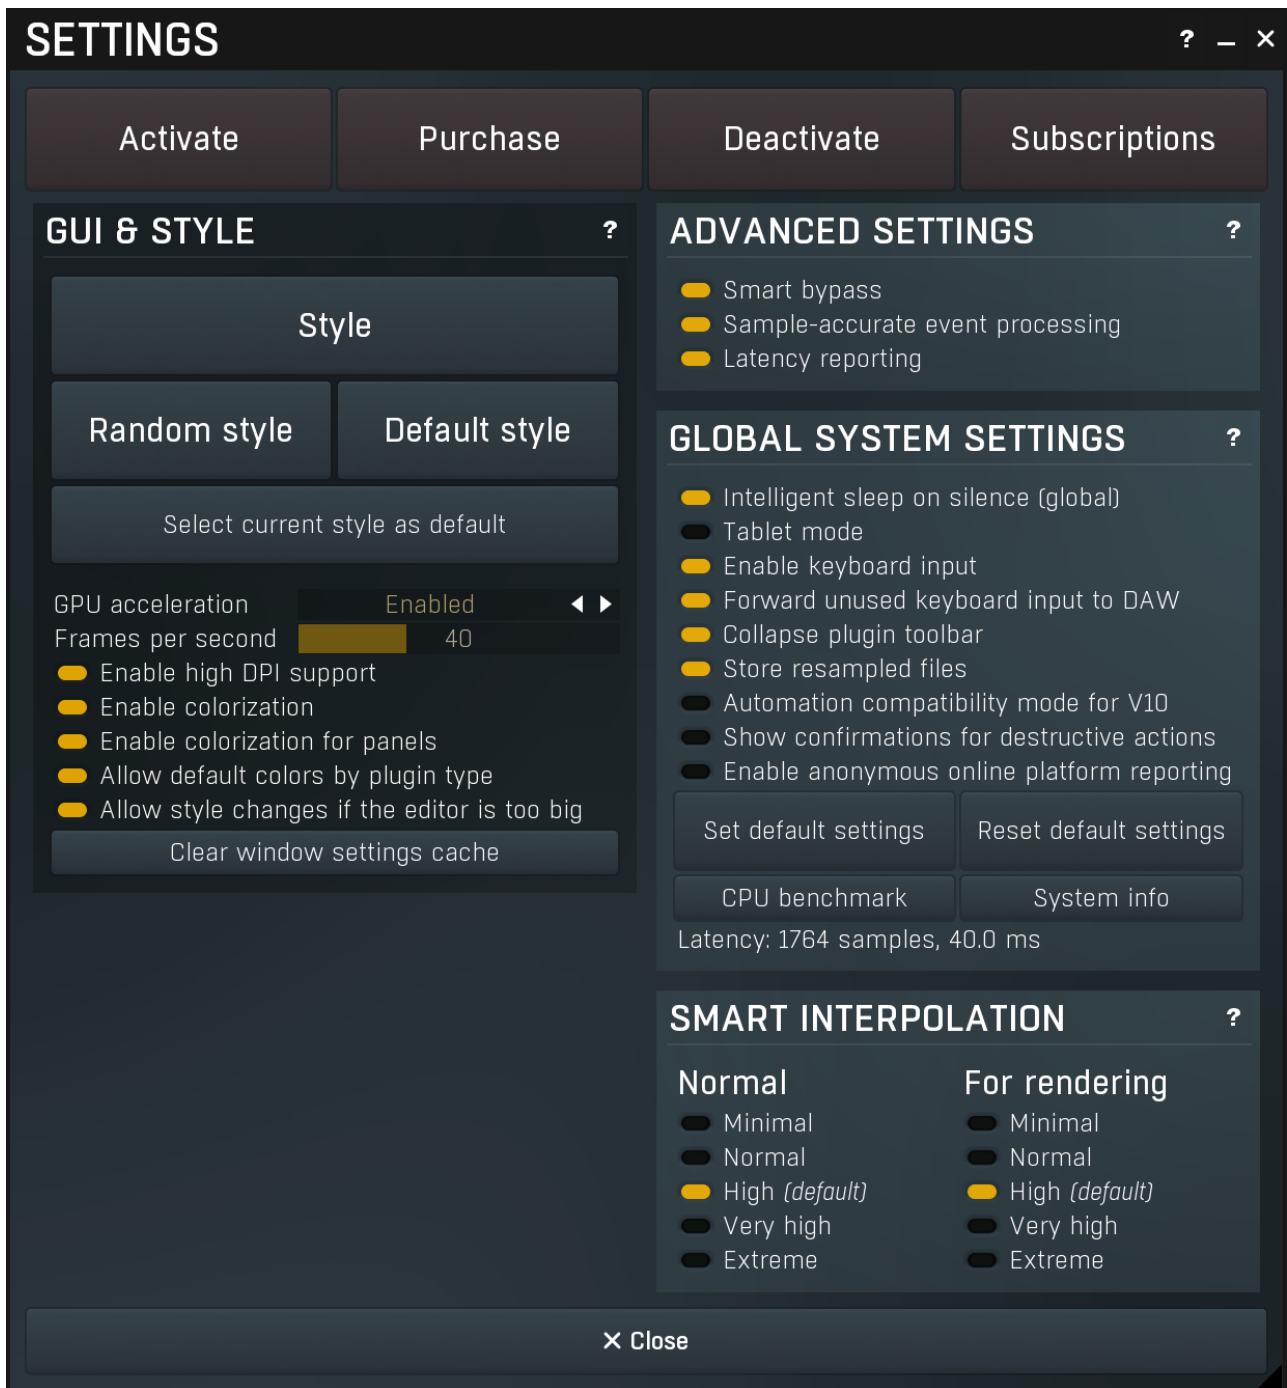 SETTINGS
? _ ×
Activate
Purchase
Deactivate
Subscriptions
GUI & STYLE ?
Style
Random style
Default style
Select current style as default
GPU acceleration Enabled
Frames per second 40
Enable high DPI support
Enable colorization
Enable colorization for panels
Allow default colors by plugin type
Allow style changes if the editor is too big
Clear window settings cache
ADVANCED SETTINGS ?
Smart bypass
Sample-accurate event processing
Latency reporting
GLOBAL SYSTEM SETTINGS ?
Intelligent sleep on silence (global)
Tablet mode
Enable keyboard input
Forward unused keyboard input to DAW
Collapse plugin toolbar
Store resampled files
Automation compatibility mode for V10
Show confirmations for destructive actions
Enable anonymous online platform reporting
Set default settings
Reset default settings
CPU benchmark
System info
Latency: 1764 samples, 40.0 ms
SMART INTERPOLATION ?
Normal
Minimal
Normal
High (default)
Very high
Extreme
For rendering
Minimal
Normal
High (default)
Very high
Extreme
× Close